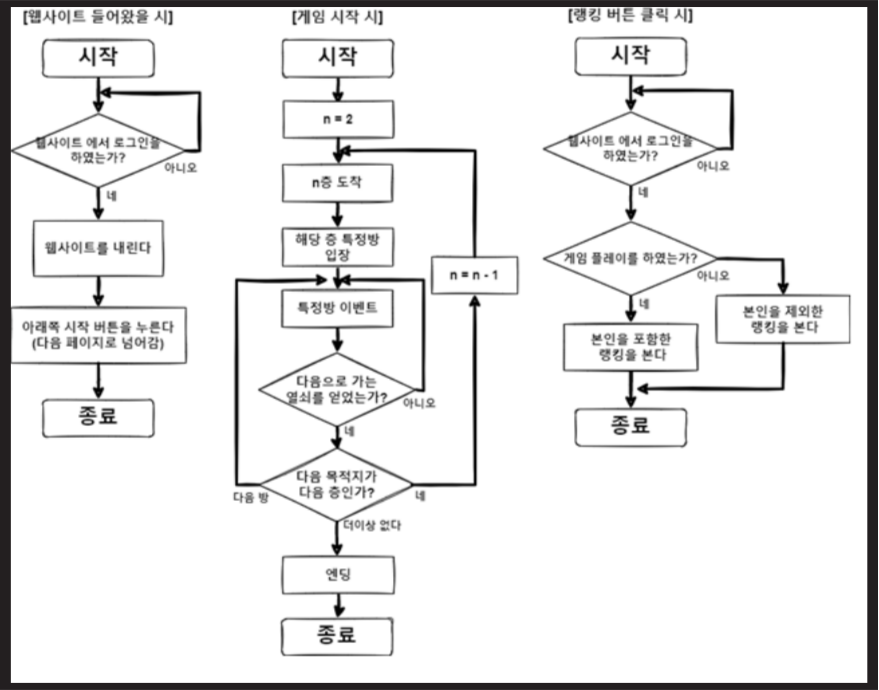 [웹사이트 들어왔을 시]
시작
웹사이트 에서 로그인을
하였는가?
아니오
네
웹사이트를 내린다
아래쪽 시작 버튼을 누른다
(다음 페이지로 넘어감)
종료
[게임 시작 시]
시작
n = 2
n층 도착
해당 층 특정방
입장
특정방 이벤트
다음으로 가는
열쇠를 얻었는가?
아니오
네
다음 목적지가
다음 층인가?
다음 방
네
더이상 없다
n = n - 1
엔딩
종료
[랭킹 버튼 클릭 시]
시작
웹사이트 에서 로그인을
하였는가?
아니오
네
게임 플레이를 하였는가?
아니오
네
본인을 포함한
랭킹을 본다
본인을 제외한
랭킹을 본다
종료